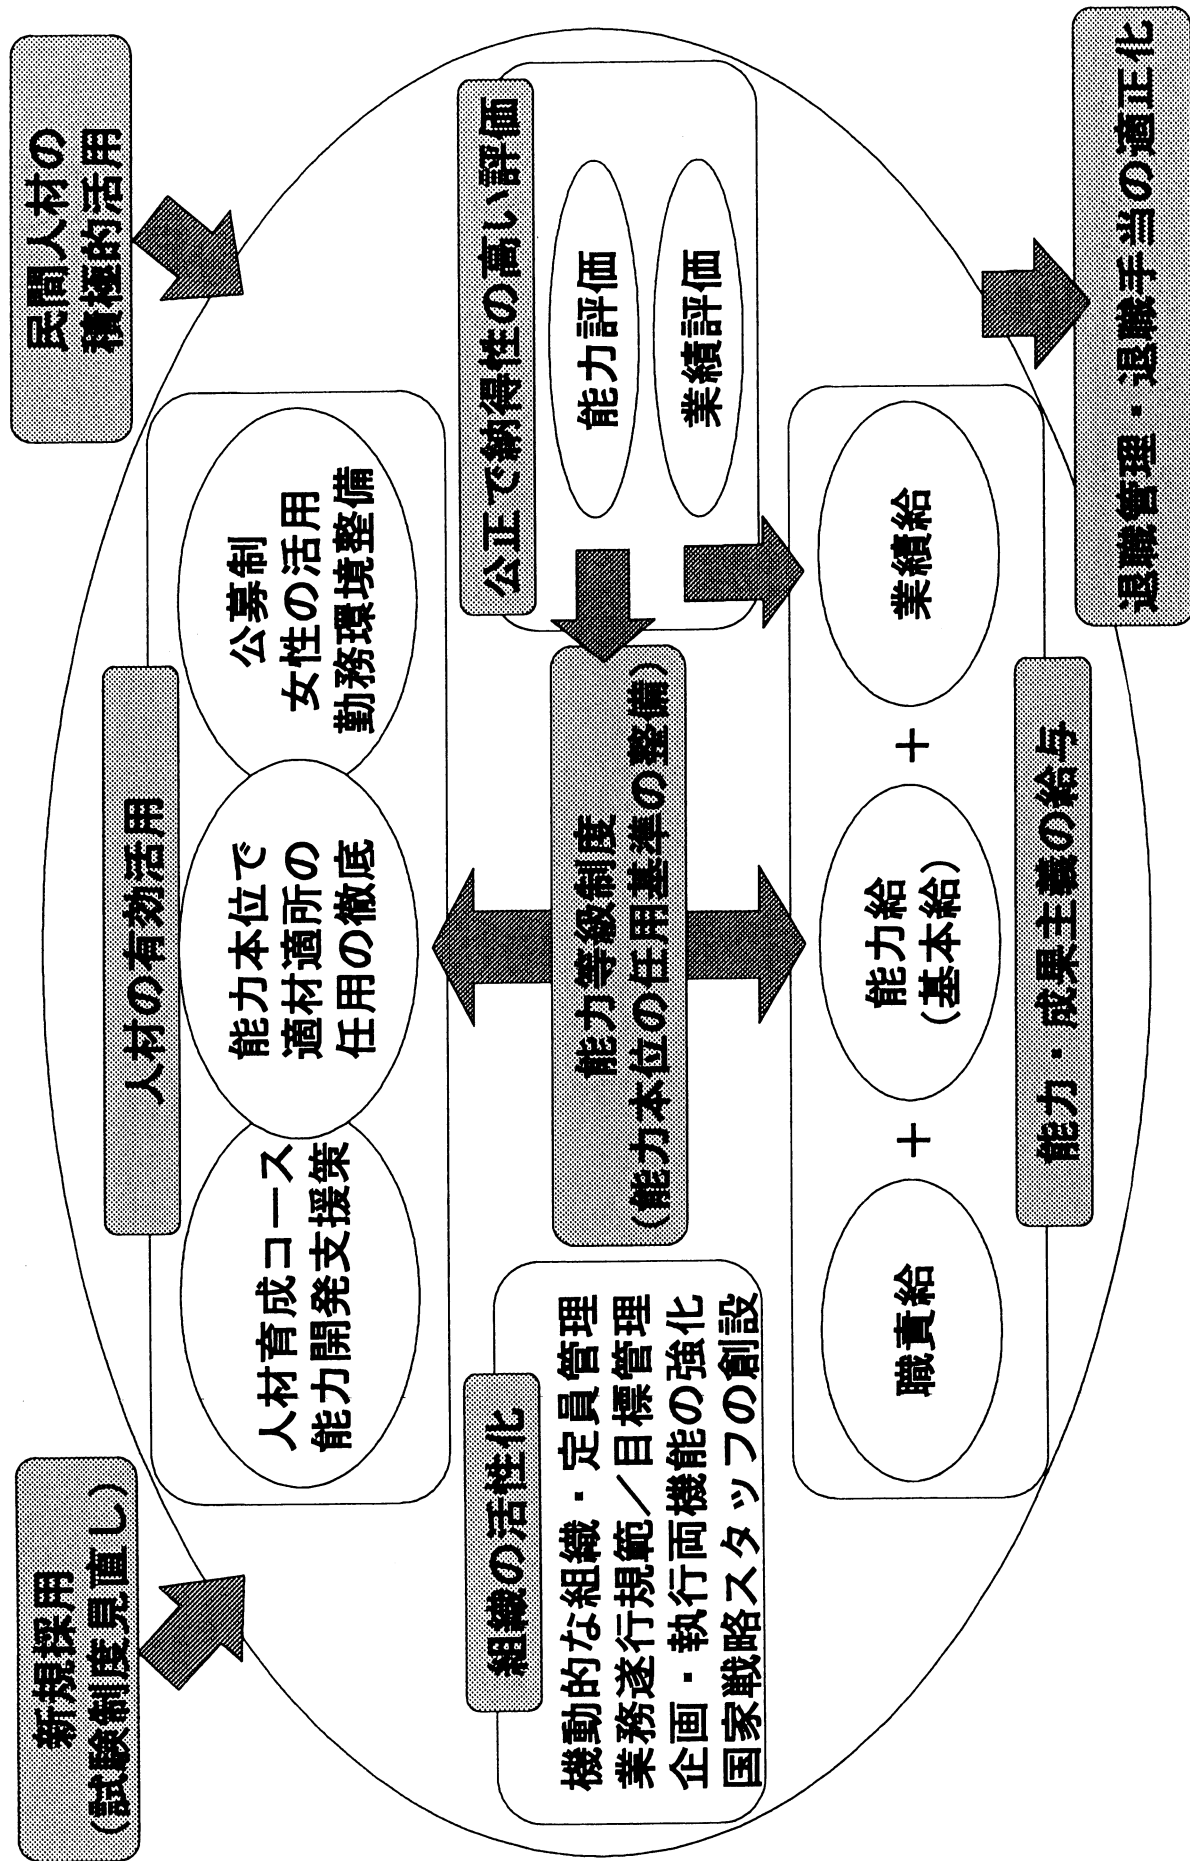 新規採用
(試験制度見直し)
民間人材の
積極的活用
人材の有効活用
人材育成コース
能力開発支援策
能力本位で
適材適所の
任用の徹底
公募制
女性の活用
勤務環境整備
組織の活性化
機動的な組織・定員管理
業務遂行規範/目標管理
企画・執行両機能の強化
国家戦略スタッフの創設
能力等級制度
(能力本位の任用基準の整備)
公正で納得性の高い評価
能力評価
業績評価
職責給
+
能力給
(基本給)
+
業績給
能力・成果主義の給与
退職管理・退職手当の適正化